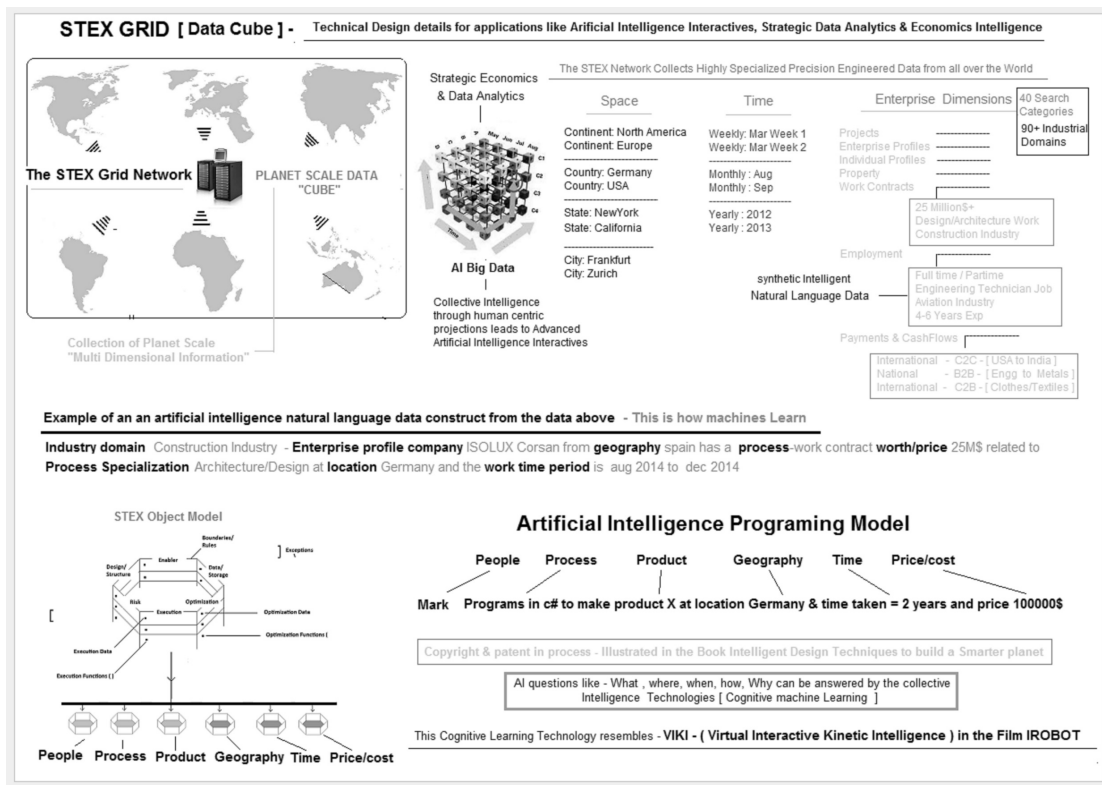 STEX GRID [ Data Cube ] -
Technical Design details for applications like Arificial Intelligence Interactives, Strategic Data Analytics & Economics Intelligence
The STEX Grid Network
PLANET SCALE DATA
"CUBE"
Collection of Planet Scale
"Multi Dimensional Information"
Strategic Economics
& Data Analytics
May Jun Jul Aug
C1
C2
C3
C4
Time
AI Big Data
Collective Intelligence
through human centric
projections leads to Advanced
Artificial Intelligence Interactives
The STEX Network Collects Highly Specialized Precision Engineered Data from all over the World
Space
Continent: North America
Continent: Europe
Country: Germany
Country: USA
State: NewYork
State: California
City: Frankfurt
City: Zurich
Time
Weekly: Mar Week 1
Weekly: Mar Week 2
Monthly : Aug
Monthly : Sep
Yearly : 2012
Yearly : 2013
Enterprise Dimensions
40 Search
Categories
90+ Industrial
Domains
Projects
Enterprise Profiles
Individual Profiles
Property
Work Contracts
25 Million$+
Design/Architecture Work
Construction Industry
Employment
synthetic Intelligent
Natural Language Data
Full time / Partime
Engineering Technician Job
Aviation Industry
4-6 Years Exp
Payments & CashFlows
International - C2C - [ USA to India ]
National - B2B - [ Engg to Metals ]
International - C2B - [ Clothes/Textiles ]
Example of an an artificial intelligence natural language data construct from the data above - This is how machines Learn
Industry domain Construction Industry - Enterprise profile company ISOLUX Corsan from geography spain has a process-work contract worth/price 25M$ related to
Process Specialization Architecture/Design at location Germany and the work time period is aug 2014 to dec 2014
STEX Object Model
Bounderies/
Rules
] Exceptions
Enabler
Design/
Structure
Data/
Storage
Risk
Optimization
[
Execution
Optimization Data
Optimization Functions (
Execution Data
Execution Functions ( )
People Process Product Geography Time Price/cost
Artificial Intelligence Programing Model
People Process Product Geography Time Price/cost
Mark Programs in c# to make product X at location Germany & time taken = 2 years and price 100000$
Copyright & patent in process - Illustrated in the Book Intelligent Design Techniques to build a Smarter planet
AI questions like - What , where, when, how, Why can be answered by the collective
Intelligence Technologies [ Cognitive machine Learning ]
This Cognitive Learning Technology resembles - VIKI - ( Virtual Interactive Kinetic Intelligence ) in the Film IROBOT